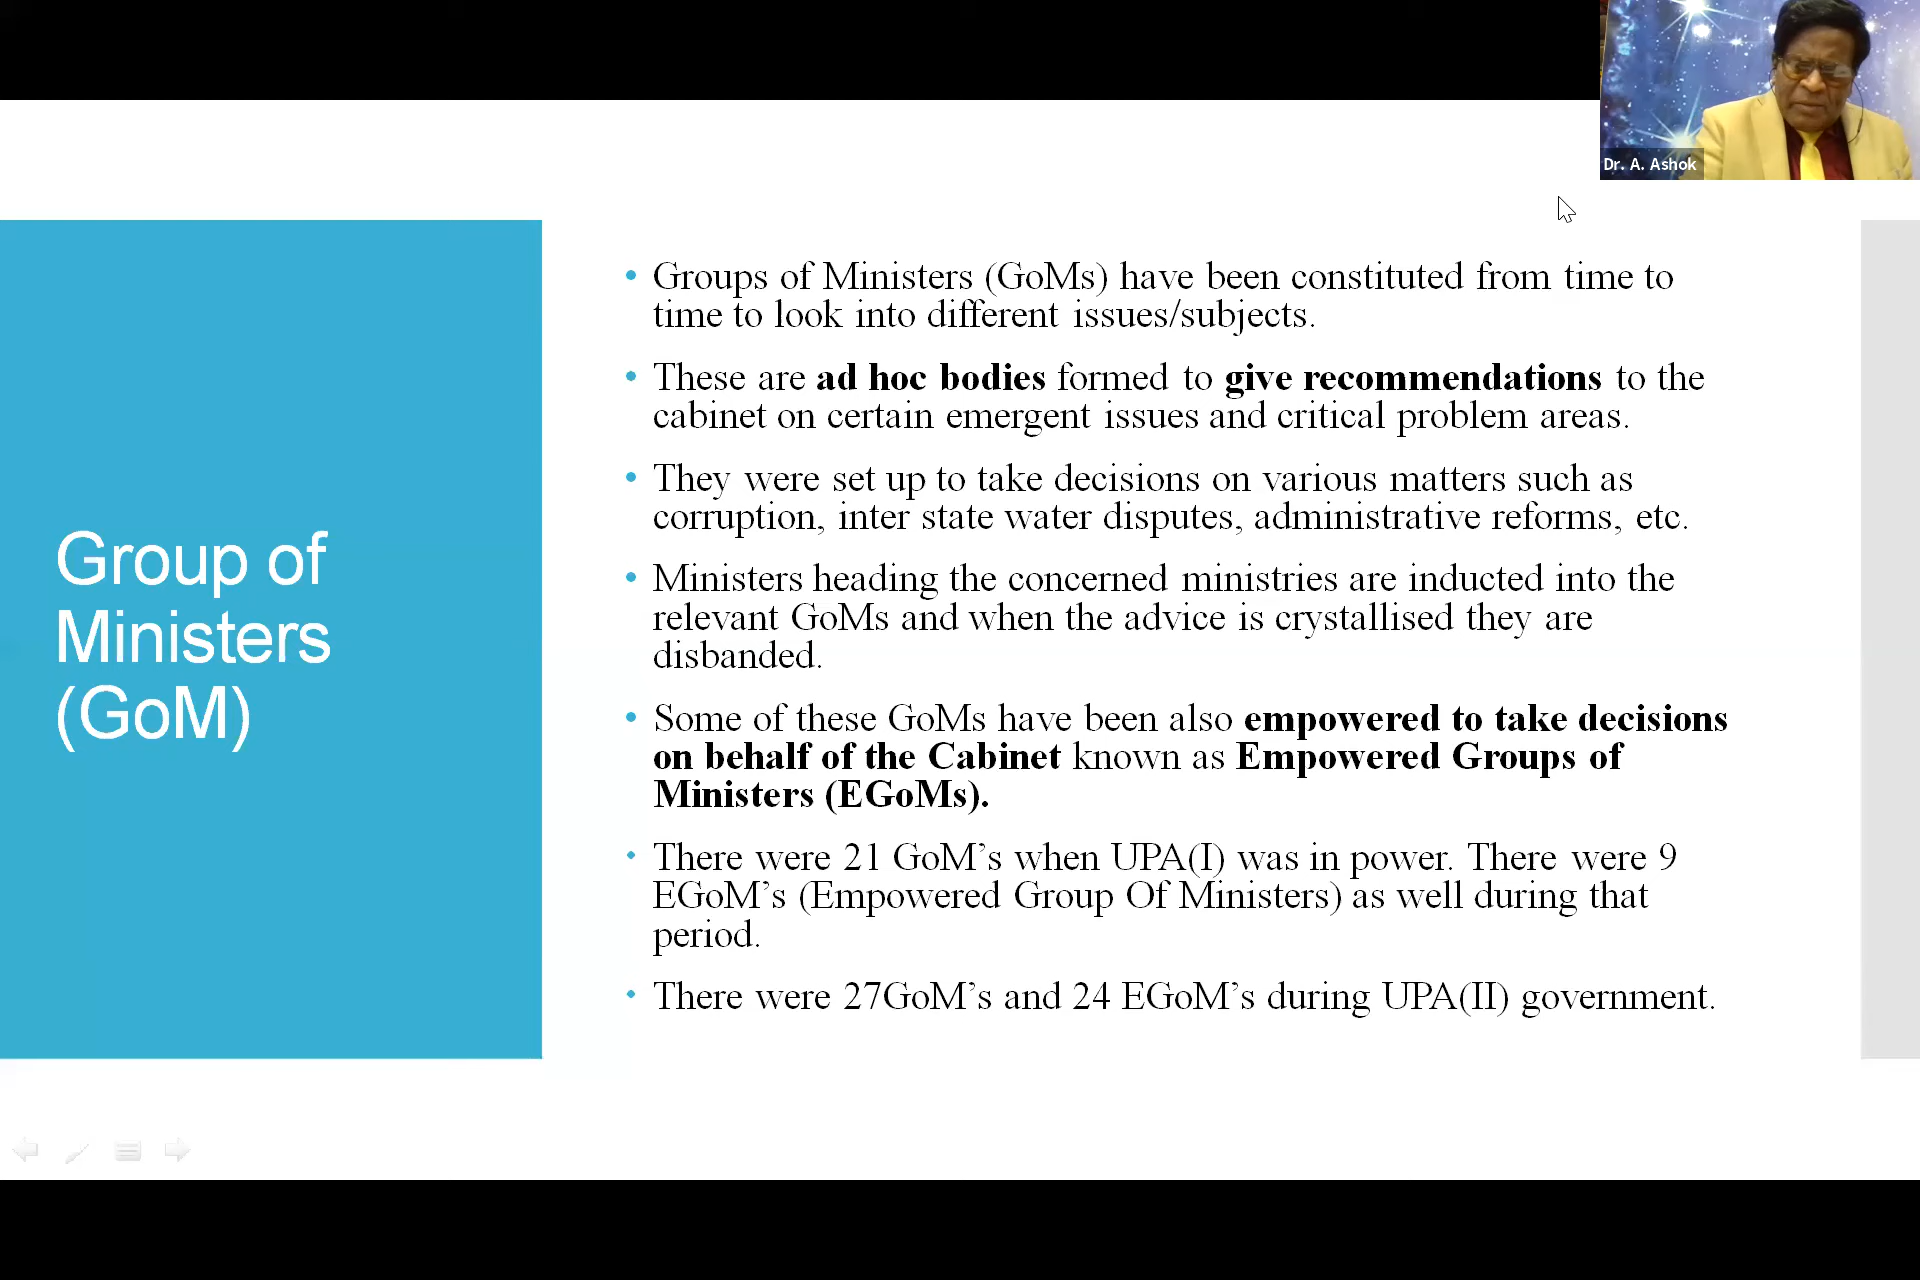 Dr. A. Ashok
Group of
Ministers
(GoM)
• Groups of Ministers (GoMs) have been constituted from time to
time to look into different issues/subjects.
• These are ad hoc bodies formed to give recommendations to the
cabinet on certain emergent issues and critical problem areas.
• They were set up to take decisions on various matters such as
corruption, inter state water disputes, administrative reforms, etc.
• Ministers heading the concerned ministries are inducted into the
relevant GoMs and when the advice is crystallised they are
disbanded.
• Some of these GoMs have been also empowered to take decisions
on behalf of the Cabinet known as Empowered Groups of
Ministers (EGoMs).
• There were 21 GoM’s when UPA(I) was in power. There were 9
EGoM’s (Empowered Group Of Ministers) as well during that
period.
• There were 27GoM’s and 24 EGoM’s during UPA(II) government.